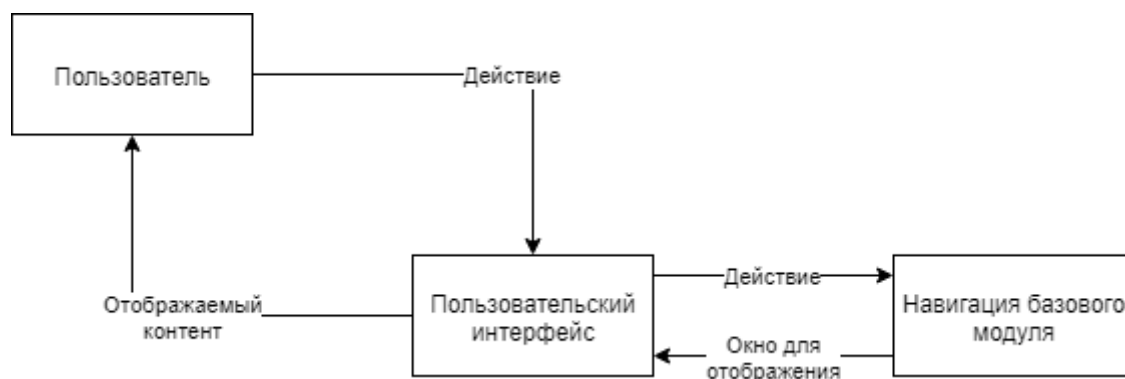 Пользователь
Действие
Отображаемый
контент
Пользовательский
интерфейс
Действие
Окно для
отображения
Навигация базового
модуля